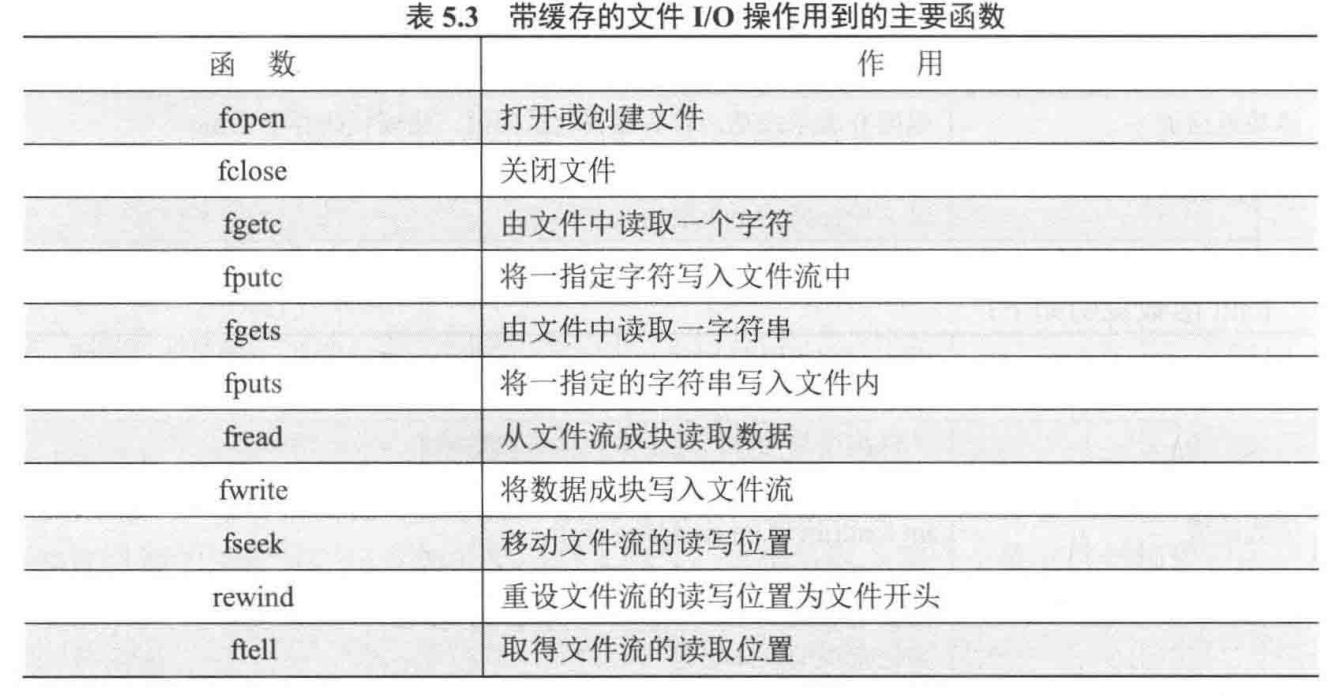 表 5.3 带缓存的文件 I/O 操作用到的主要函数
函 数 作 用
fopen 打开或创建文件
fclose 关闭文件
fgetc 由文件中读取一个字符
fputc 将一指定字符写入文件流中
fgets 由文件中读取一字符串
fputs 将一指定的字符串写入文件内
fread 从文件流成块读取数据
fwrite 将数据成块写入文件流
fseek 移动文件流的读写位置
rewind 重设文件流的读写位置为文件开头
ftell 取得文件流的读取位置